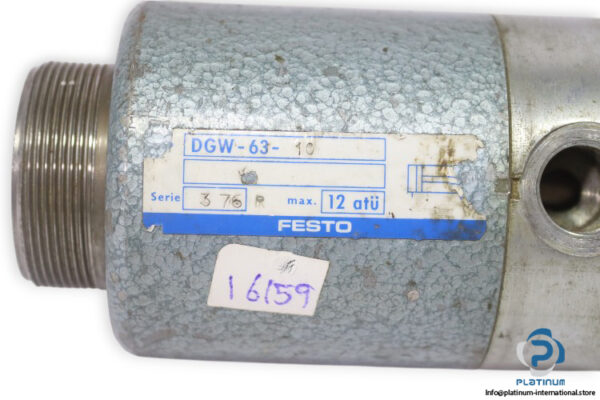 DGW-63- 10
Serie 3 76 R max. 12 atü
FESTO
16159
PLATINUM
Info@platinum-international.store